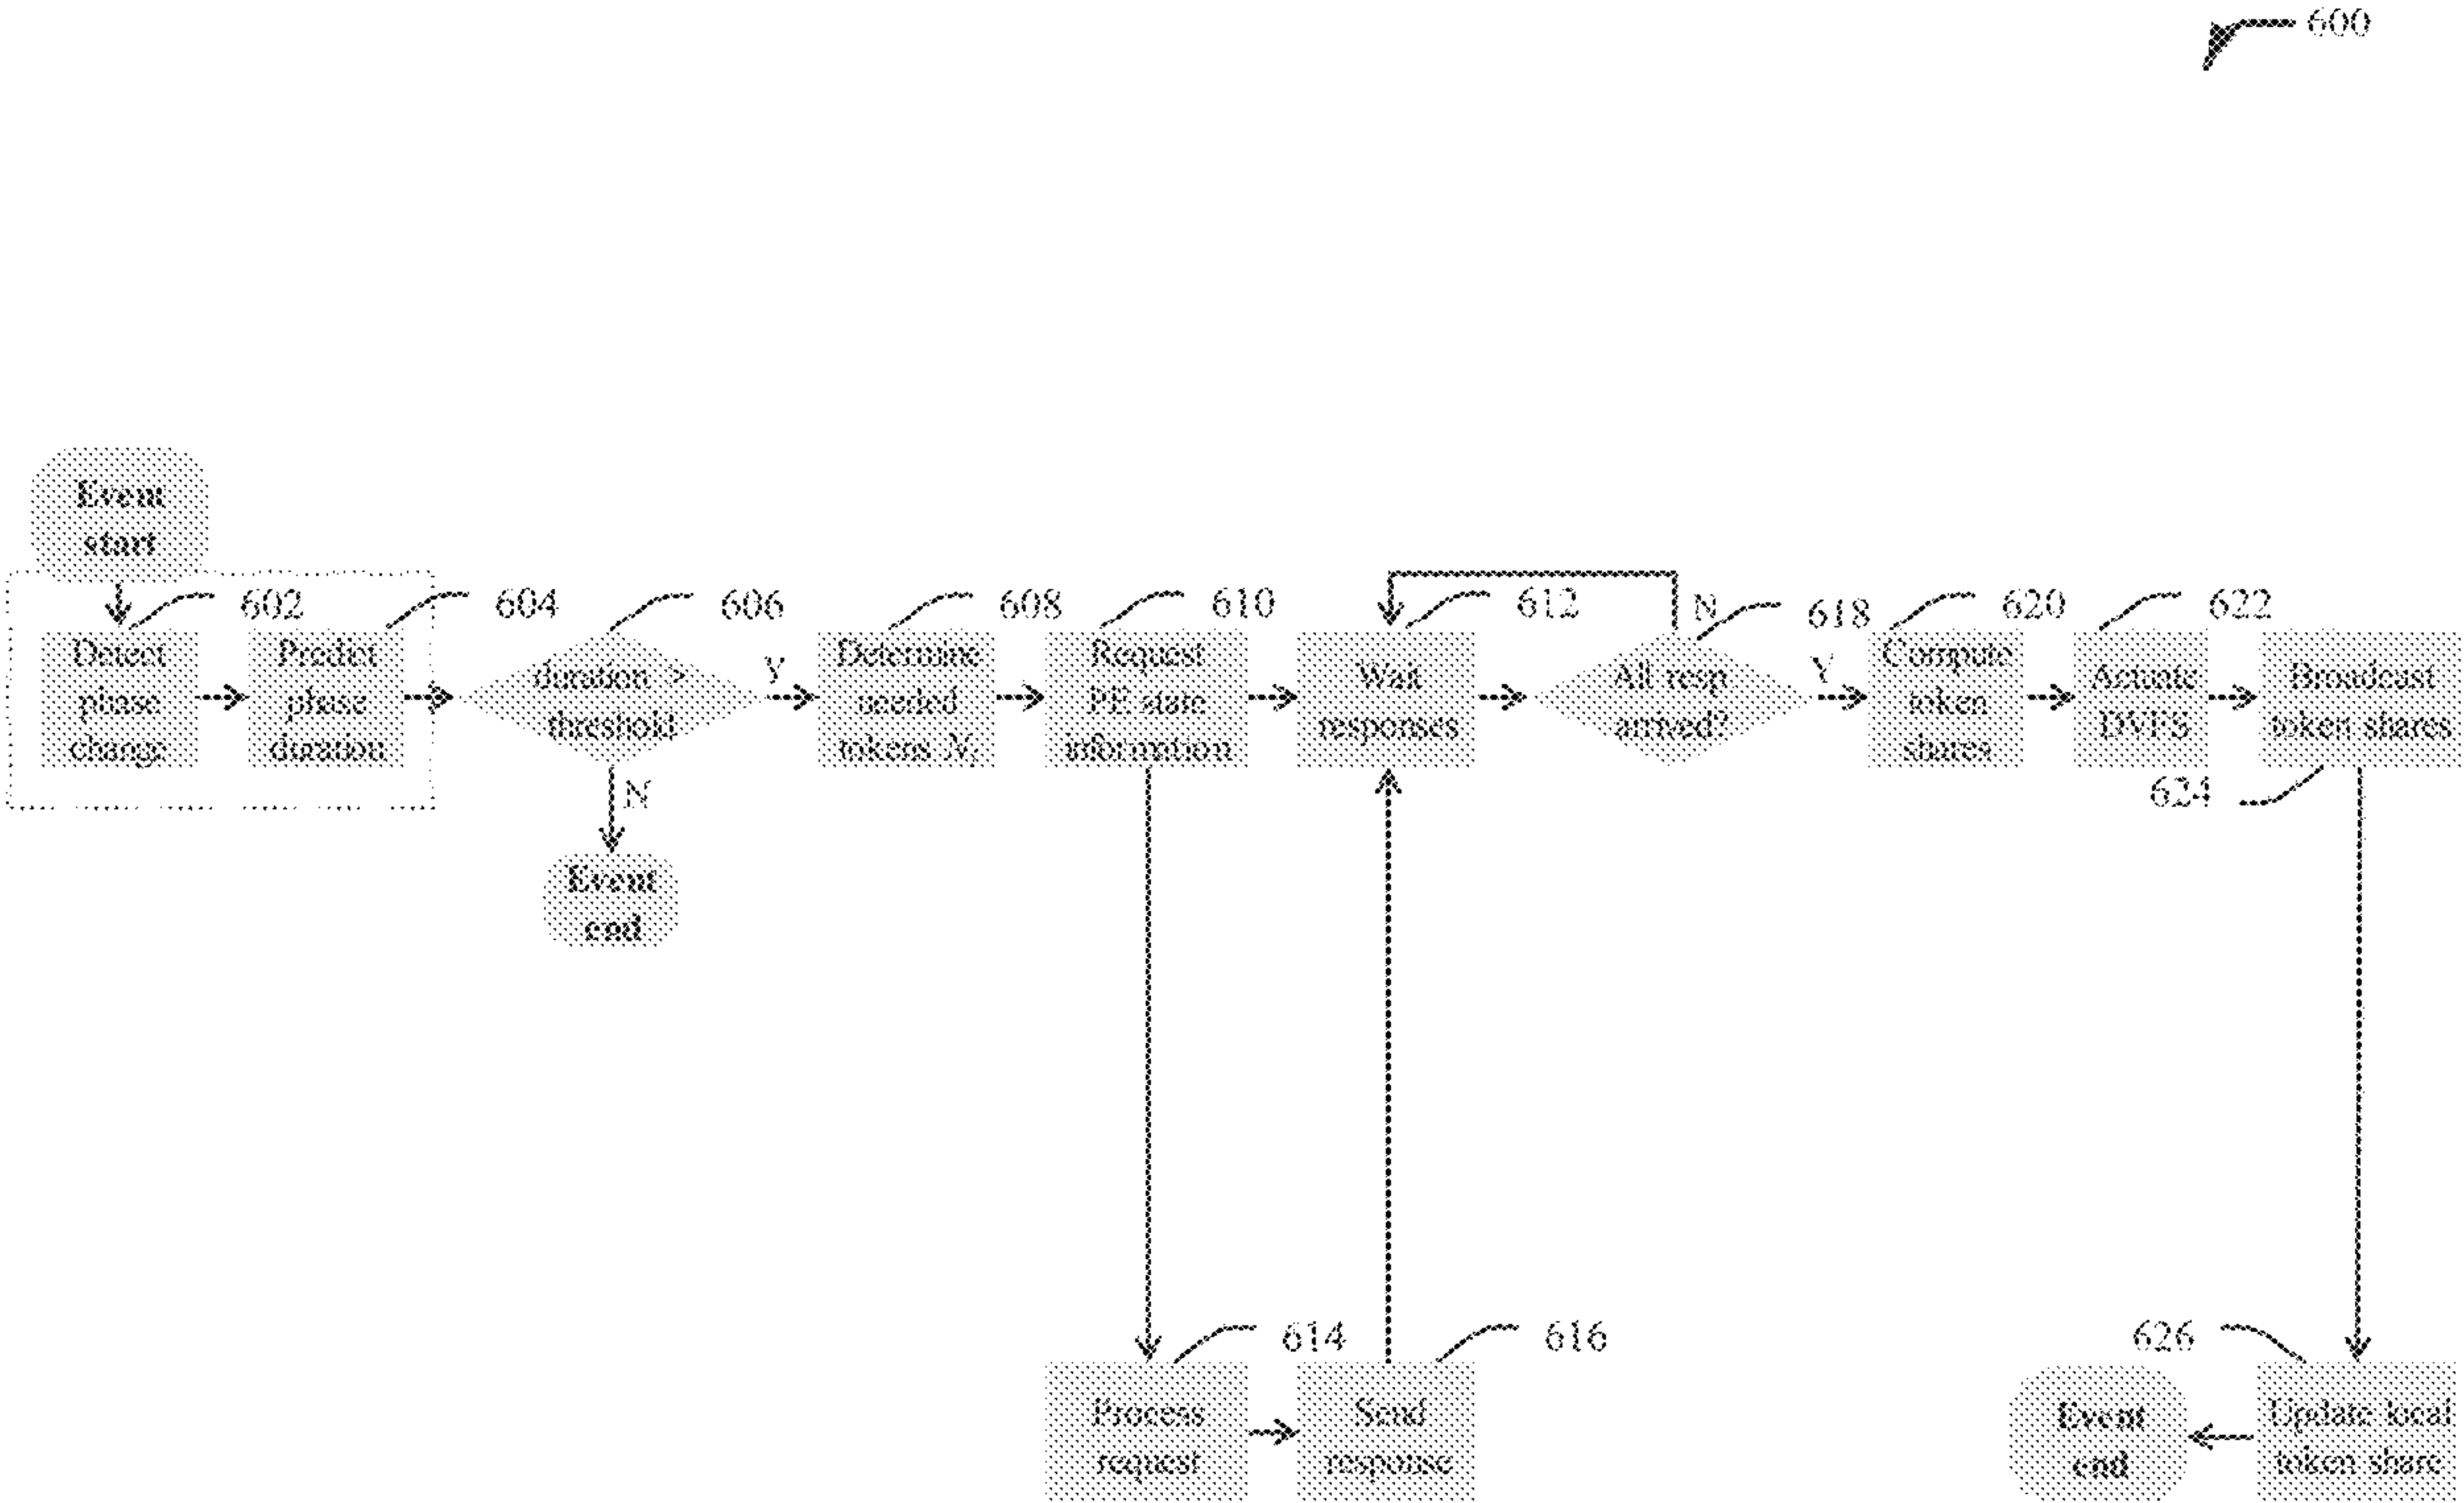 600
Event
start
602
604
606
608
610
612
N
618
620
622
Detect
phase
change
Predict
phase
duration
duration >
threshold
Y
Determine
needed
tokens Nᵢ
Request
PE state
information
Wait
responses
All resp
arrived?
Y
Compute
token
shares
Actuate
DVFS
Broadcast
token shares
624
N
Event
end
614
616
626
Process
request
Send
response
Event
end
Update local
token share